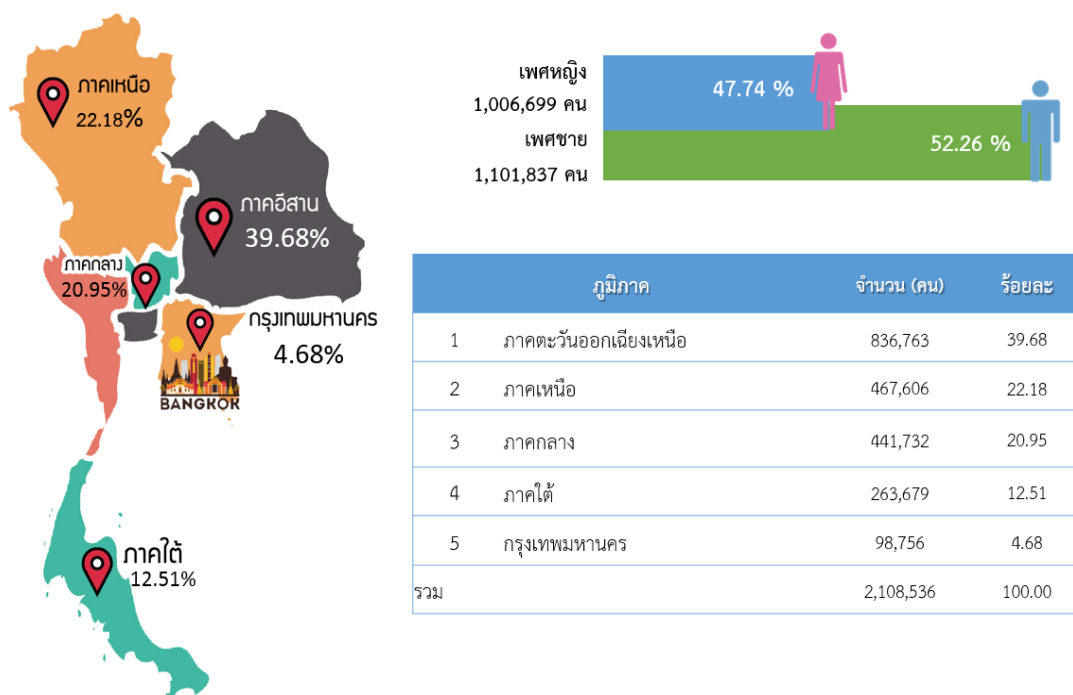 ภาคเหนือ
22.18%
ภาคอีสาน
39.68%
ภาคกลาง
20.95%
กรุงเทพมหานคร
4.68%
BANGKOK
ภาคใต้
12.51%
เพศหญิง
1,006,699 คน
47.74 %
เพศชาย
1,101,837 คน
52.26 %
ภูมิภาค จำนวน (คน) ร้อยละ
1 ภาคตะวันออกเฉียงเหนือ 836,763 39.68
2 ภาคเหนือ 467,606 22.18
3 ภาคกลาง 441,732 20.95
4 ภาคใต้ 263,679 12.51
5 กรุงเทพมหานคร 98,756 4.68
รวม 2,108,536 100.00